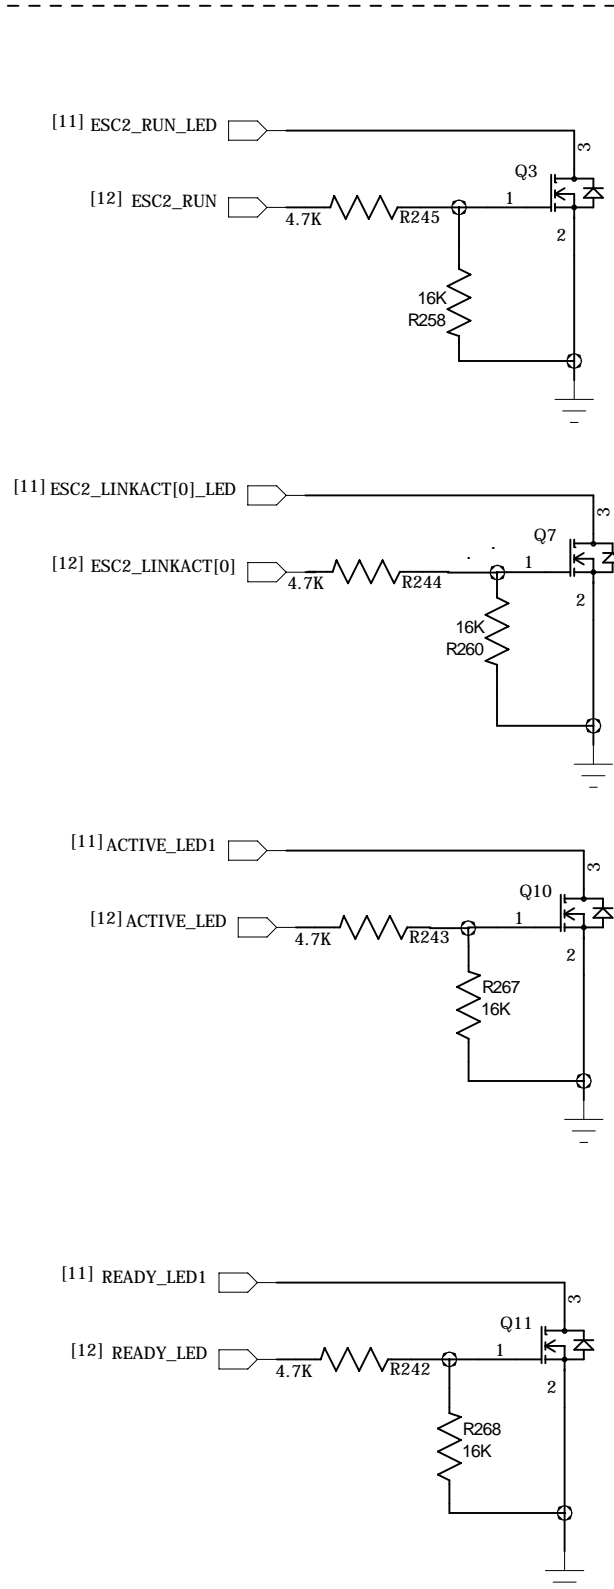 [11] ESC2_RUN_LED
3
Q3
[12] ESC2_RUN
1
4.7K
R245
2
16K
R258
[11] ESC2_LINKACT[0]_LED
3
Q7
[12] ESC2_LINKACT[0]
1
4.7K
R244
2
16K
R260
[11] ACTIVE_LED1
3
Q10
[12] ACTIVE_LED
1
4.7K
R243
2
R267
16K
[11] READY_LED1
3
Q11
[12] READY_LED
1
4.7K
R242
2
R268
16K